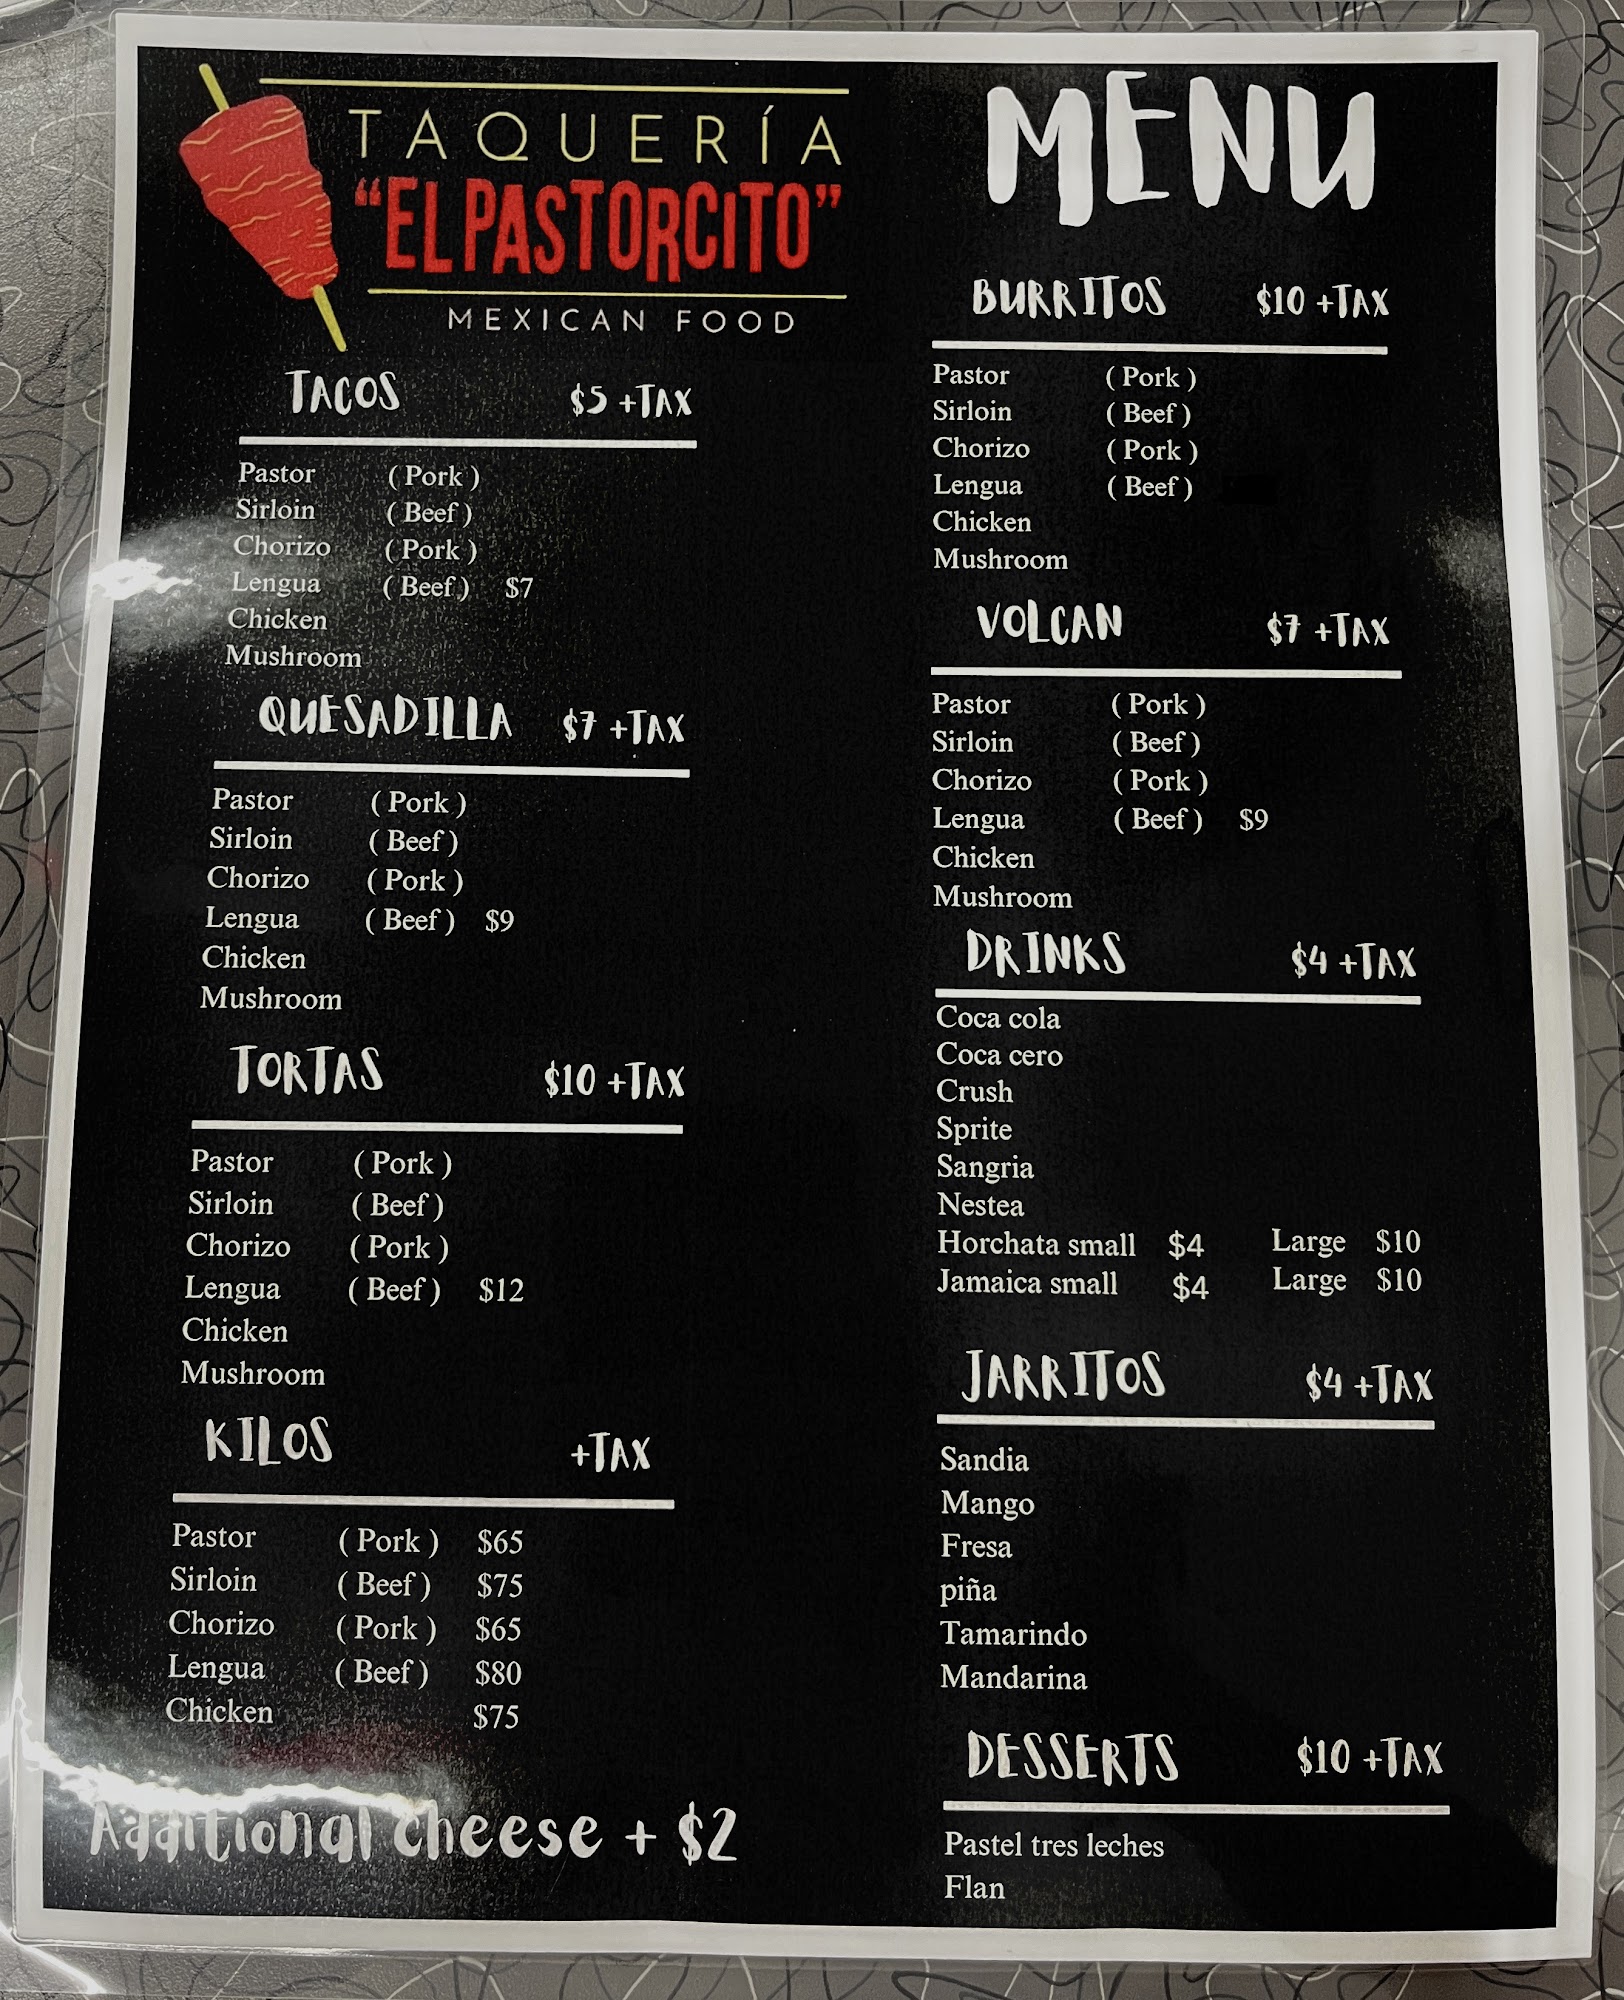 TAQUERÍA
“EL PASTORCITO”
MEXICAN FOOD
TACOS $5 +TAX
Pastor ( Pork )
Sirloin ( Beef )
Chorizo ( Pork )
Lengua ( Beef ) $7
Chicken
Mushroom
QUESADILLA $7 +TAX
Pastor ( Pork )
Sirloin ( Beef )
Chorizo ( Pork )
Lengua ( Beef ) $9
Chicken
Mushroom
TORTAS $10 +TAX
Pastor ( Pork )
Sirloin ( Beef )
Chorizo ( Pork )
Lengua ( Beef ) $12
Chicken
Mushroom
KILOS +TAX
Pastor ( Pork ) $65
Sirloin ( Beef ) $75
Chorizo ( Pork ) $65
Lengua ( Beef ) $80
Chicken $75
Additional cheese + $2
MENU
BURRITOS $10 +TAX
Pastor ( Pork )
Sirloin ( Beef )
Chorizo ( Pork )
Lengua ( Beef )
Chicken
Mushroom
VOLCAN $7 +TAX
Pastor ( Pork )
Sirloin ( Beef )
Chorizo ( Pork )
Lengua ( Beef ) $9
Chicken
Mushroom
DRINKS $4 +TAX
Coca cola
Coca cero
Crush
Sprite
Sangria
Nestea
Horchata small $4 Large $10
Jamaica small $4 Large $10
JARRITOS $4 +TAX
Sandia
Mango
Fresa
piña
Tamarindo
Mandarina
DESSERTS $10 +TAX
Pastel tres leches
Flan